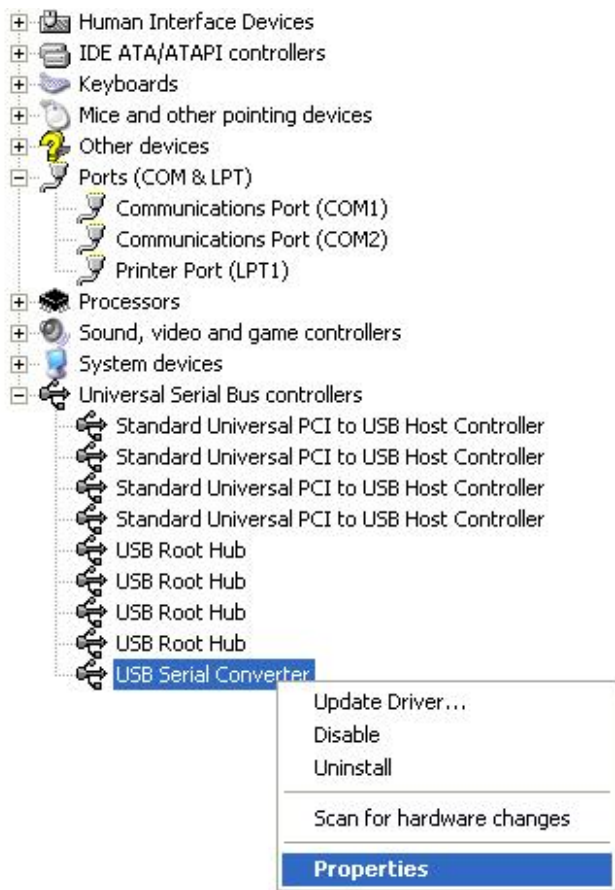 Human Interface Devices
IDE ATA/ATAPI controllers
Keyboards
Mice and other pointing devices
Other devices
Ports (COM & LPT)
Communications Port (COM1)
Communications Port (COM2)
Printer Port (LPT1)
Processors
Sound, video and game controllers
System devices
Universal Serial Bus controllers
Standard Universal PCI to USB Host Controller
Standard Universal PCI to USB Host Controller
Standard Universal PCI to USB Host Controller
Standard Universal PCI to USB Host Controller
USB Root Hub
USB Root Hub
USB Root Hub
USB Root Hub
USB Serial Converter
Update Driver...
Disable
Uninstall
Scan for hardware changes
Properties